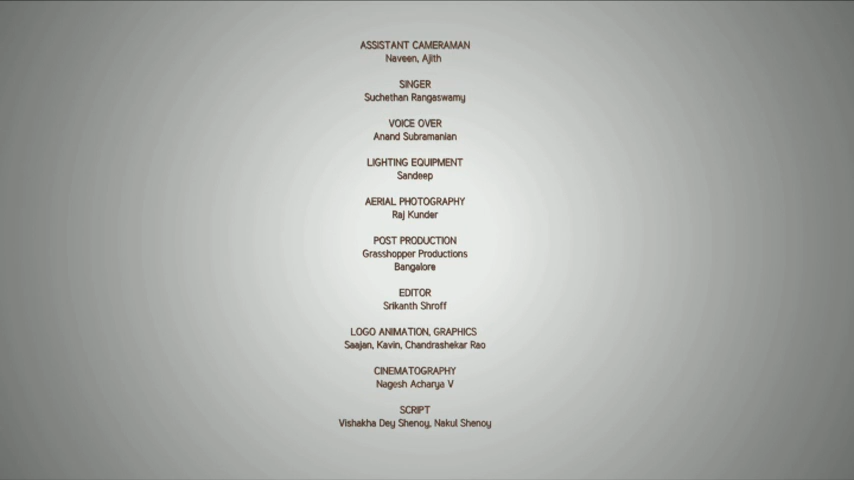 ASSISTANT CAMERAMAN
Naveen, Ajith
SINGER
Suchethan Rangaswamy
VOICE OVER
Anand Subramanian
LIGHTING EQUIPMENT
Sandeep
AERIAL PHOTOGRAPHY
Raj Kunder
POST PRODUCTION
Grasshopper Productions
Bangalore
EDITOR
Srikanth Shroff
LOGO ANIMATION, GRAPHICS
Saajan, Kavin, Chandrashekar Rao
CINEMATOGRAPHY
Nagesh Acharya V
SCRIPT
Vishakha Dey Shenoy, Nakul Shenoy